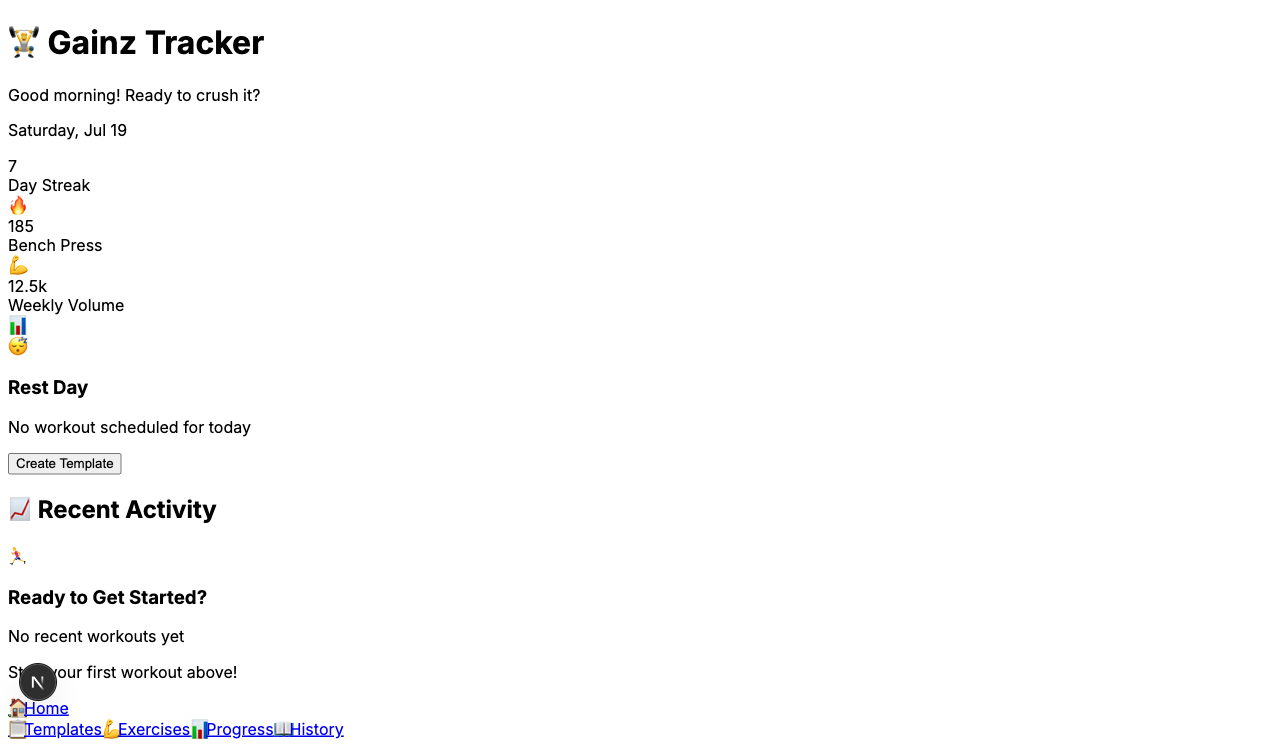 🏋️ Gainz Tracker
Good morning! Ready to crush it?
Saturday, Jul 19
7
Day Streak
🔥
185
Bench Press
💪
12.5k
Weekly Volume
📊
😴
Rest Day
No workout scheduled for today
Create Template
📈 Recent Activity
🏃
Ready to Get Started?
No recent workouts yet
your first workout above!
N
🏠Home
📋Templates💪Exercises📊Progress📖History